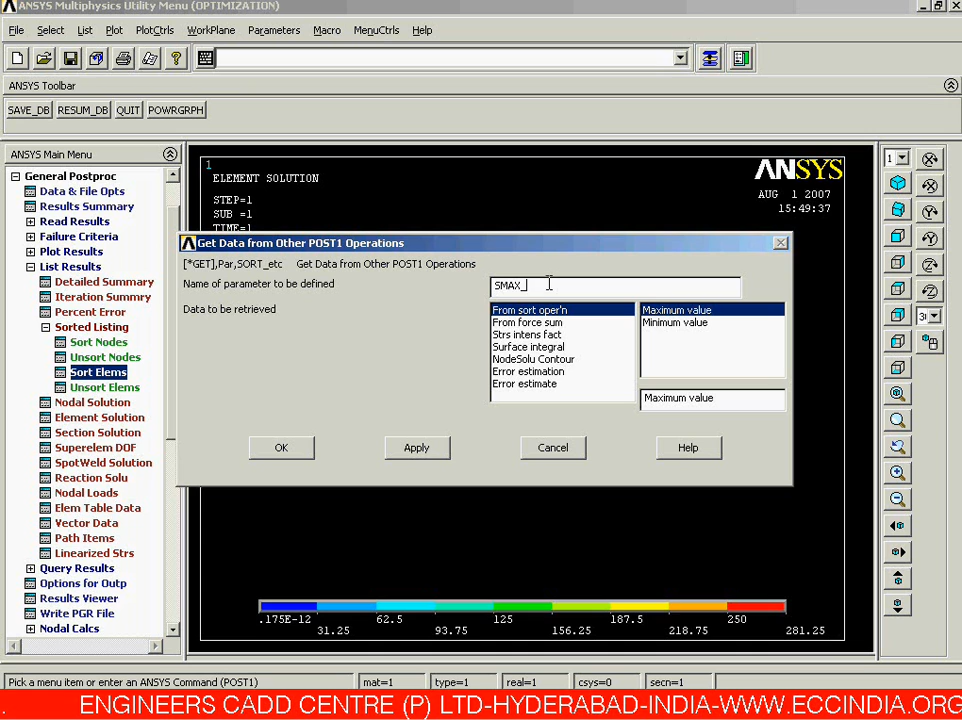 ANSYS Multiphysics Utility Menu (OPTIMIZATION)
File Select List Plot PlotCtrls WorkPlane Parameters Macro MenuCtrls Help
ANSYS Toolbar
SAVE_DB RESUM_DB QUIT POWRGRPH
ANSYS Main Menu
General Postproc
Data & File Opts
Results Summary
Read Results
Failure Criteria
Plot Results
List Results
Detailed Summary
Iteration Summry
Percent Error
Sorted Listing
Sort Nodes
Unsort Nodes
Sort Elems
Unsort Elems
Nodal Solution
Element Solution
Section Solution
Superelem DOF
SpotWeld Solution
Reaction Solu
Nodal Loads
Elem Table Data
Vector Data
Path Items
Linearized Strs
Query Results
Options for Outp
Results Viewer
Write PGR File
Nodal Calcs
1
ELEMENT SOLUTION
STEP=1
SUB =1
TIME=1
ANSYS
AUG 1 2007
15:49:37
Get Data from Other POST1 Operations
[*GET],Par,SORT_etc Get Data from Other POST1 Operations
Name of parameter to be defined
SMAX_
Data to be retrieved
From sort oper'n
From force sum
Strs intens fact
Surface integral
NodeSolu Contour
Error estimation
Error estimate
Maximum value
Minimum value
Maximum value
OK Apply Cancel Help
.175E-12 62.5 125 187.5 250
31.25 93.75 156.25 218.75 281.25
1
Pick a menu item or enter an ANSYS Command (POST1) mat=1 type=1 real=1 csys=0 secn=1
. ENGINEERS CADD CENTRE (P) LTD-HYDERABAD-INDIA-WWW.ECCINDIA.ORG